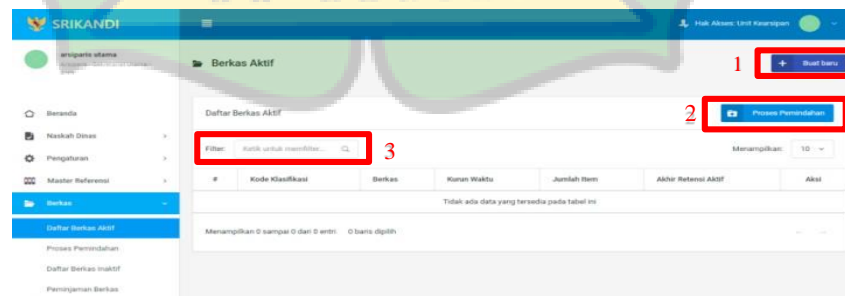 SRIKANDI
Hak Akses: Unit Kearsipan
arsiparis utama
Berkas Aktif
1
Buat baru
Beranda
Daftar Berkas Aktif
2
Proses Pemindahan
Naskah Dinas
Filter: Ketik untuk memfilter...
3
Menampilkan: 10
Pengaturan
Master Referensi
# Kode Klasifikasi Berkas Kurun Waktu Jumlah Item Akhir Retensi Aktif Aksi
Berkas
Tidak ada data yang tersedia pada tabel ini
Daftar Berkas Aktif
Menampilkan 0 sampai 0 dari 0 entri 0 baris dipilih
Proses Pemindahan
Daftar Berkas Inaktif
Peminjaman Berkas